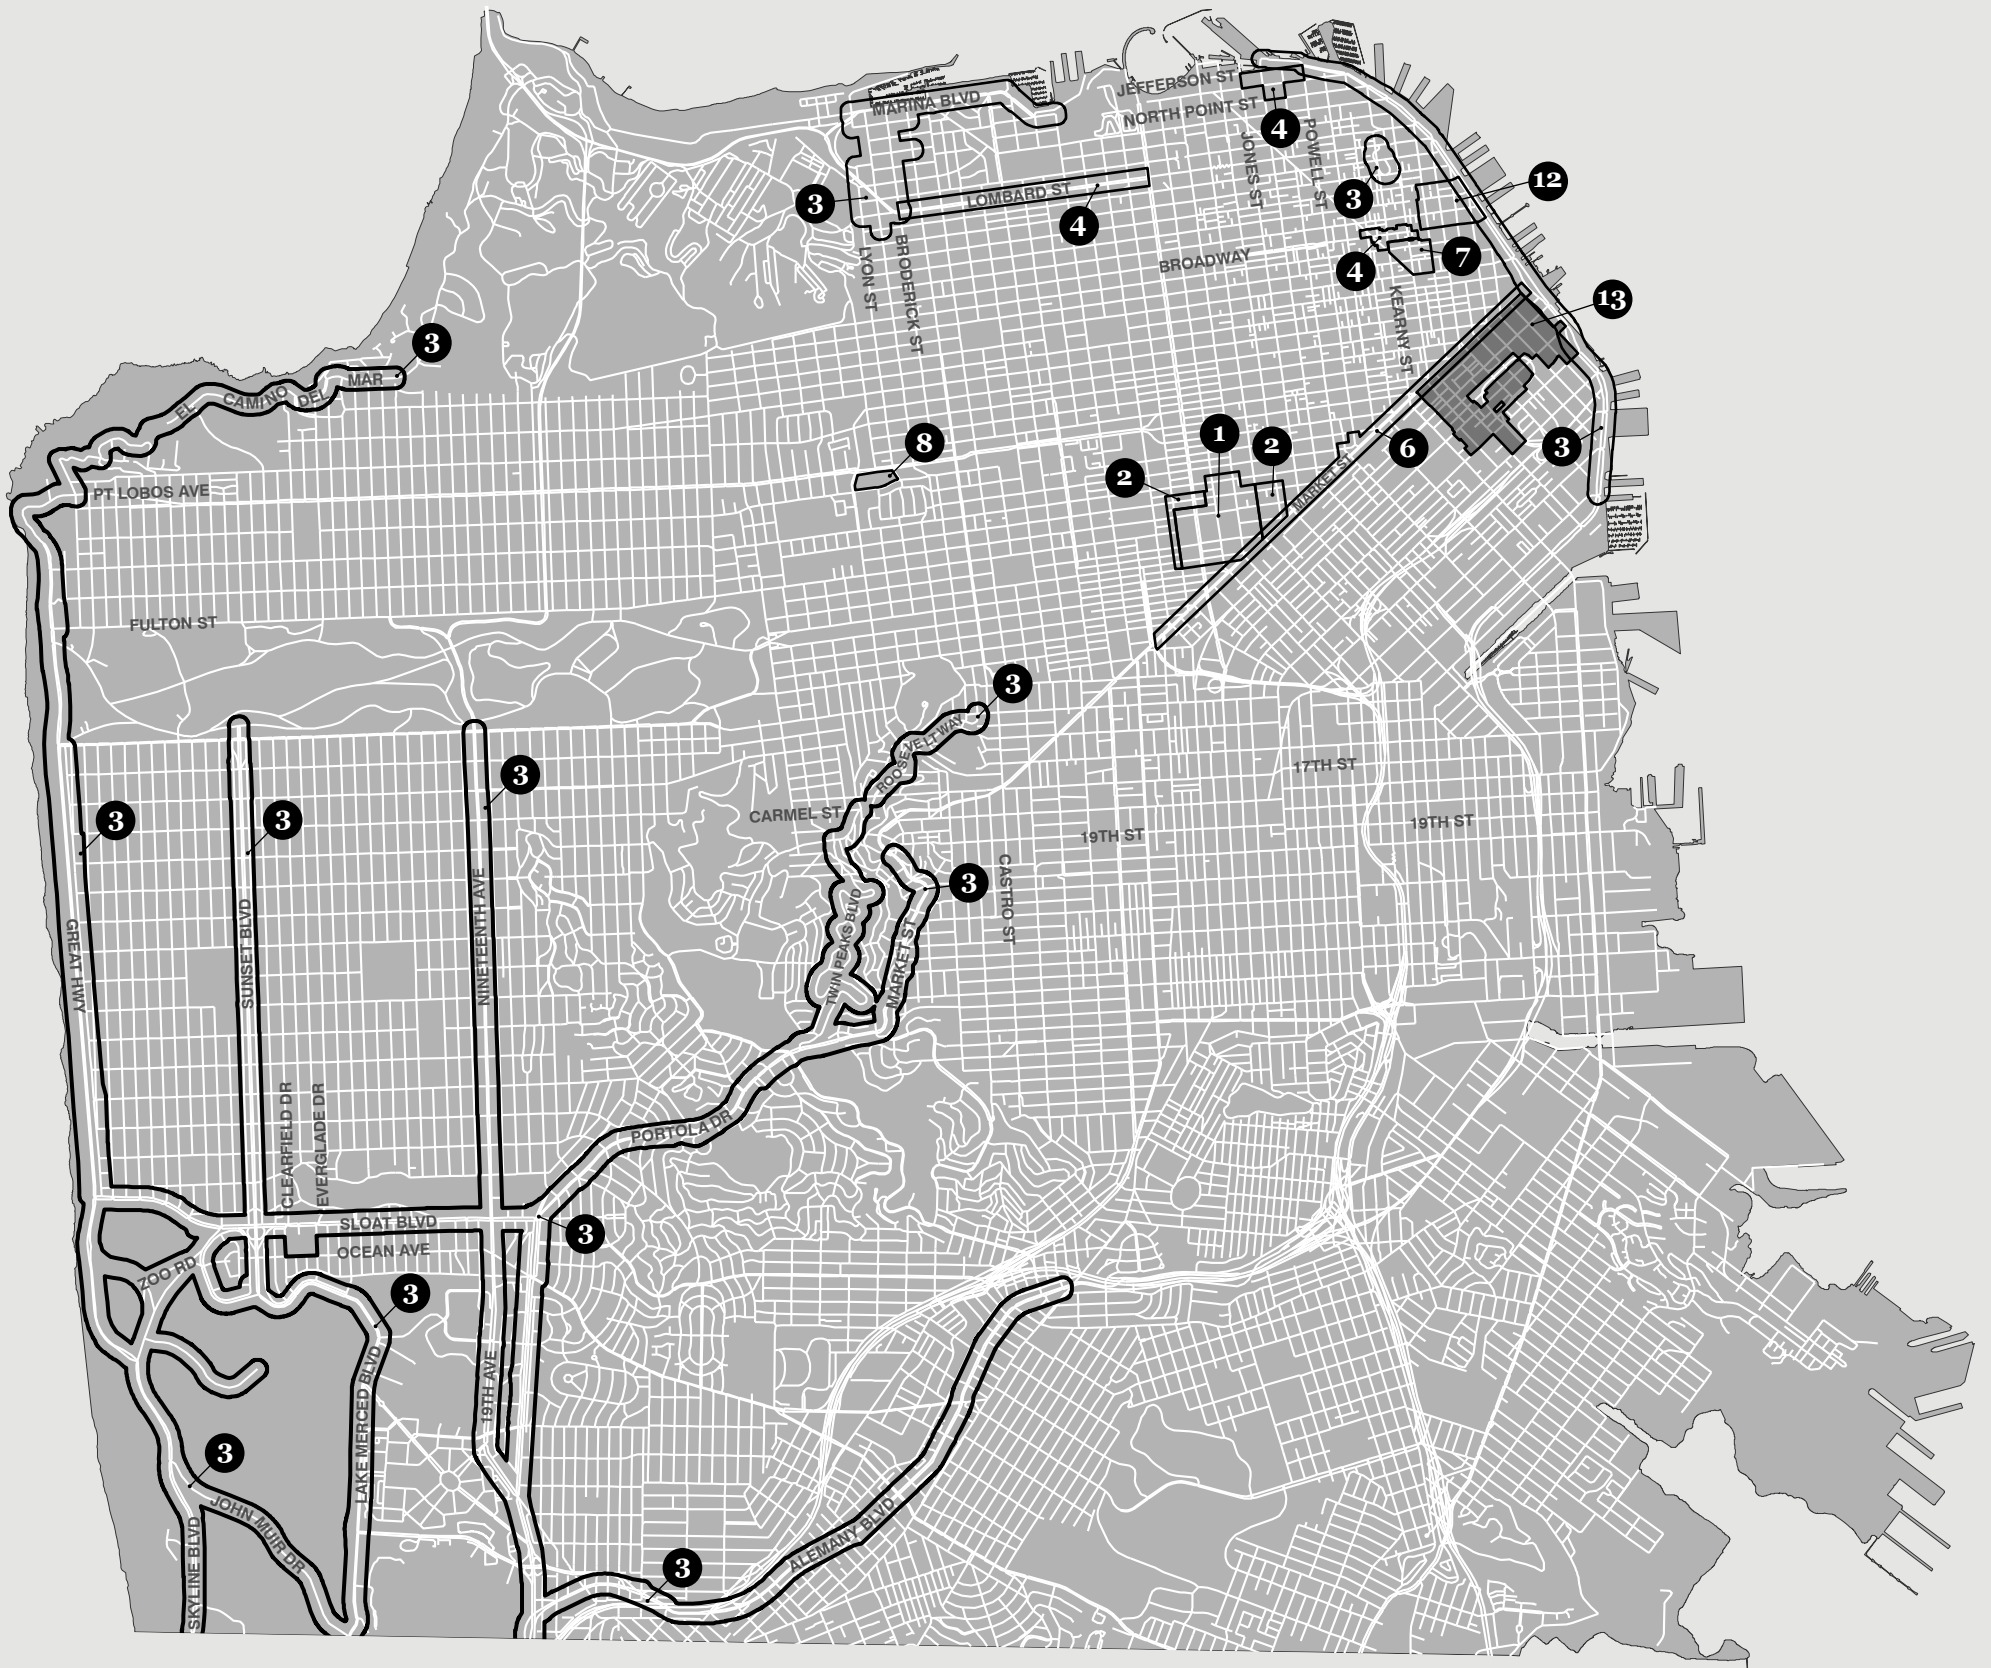 JEFFERSON ST
MARINA BLVD
NORTH POINT ST
4
JONES ST
POWELL ST
3
12
3
LOMBARD ST
4
4
7
BROADWAY
LYON ST
BRODERICK ST
KEARNY ST
13
3
EL CAMINO DEL MAR
8
1
2
6
3
2
MARKET ST
PT LOBOS AVE
FULTON ST
3
ROOSEVELT WAY
17TH ST
3
3
3
CARMEL ST
19TH ST
19TH ST
CASTRO ST
3
GREAT HWY
SUNSET BLVD
NINETEENTH AVE
TWIN PEAKS BLVD
MARKET ST
CLEARFIELD DR
EVERGLADE DR
PORTOLA DR
SLOAT BLVD
3
OCEAN AVE
ZOO RD
3
LAKE MERCED BLVD
19TH AVE
3
JOHN MUIR DR
SKYLINE BLVD
ALEMANY BLVD
3